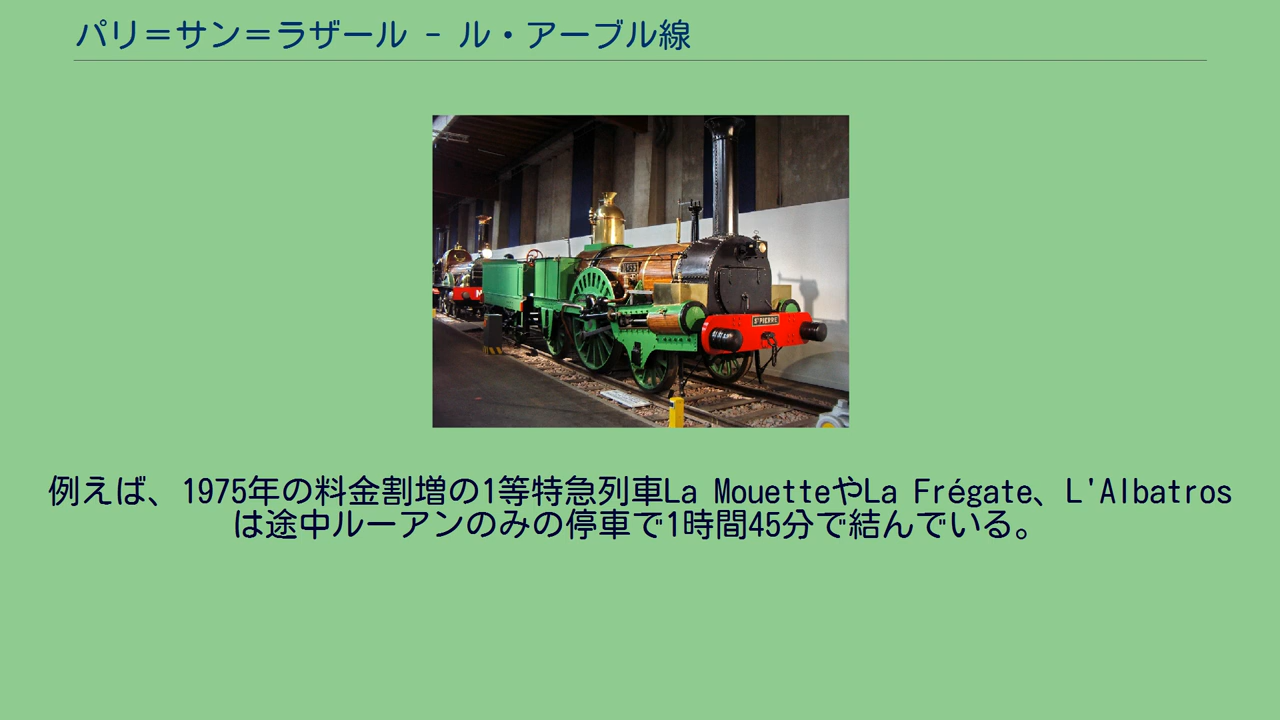 パリ＝サン＝ラザール - ル・アーブル線
ST PIERRE
例えば、1975年の料金割増の1等特急列車La MouetteやLa Frégate、L'Albatros
は途中ルーアンのみの停車で1時間45分で結んでいる。